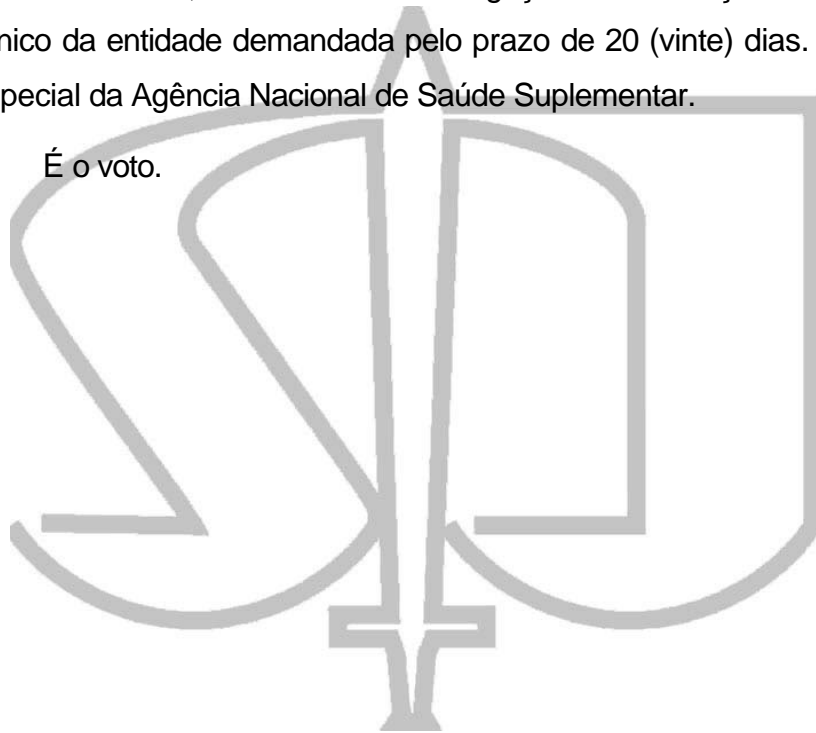 nico da entidade demandada pelo prazo de 20 (vinte) dias.
pecial da Agência Nacional de Saúde Suplementar.
É o voto.